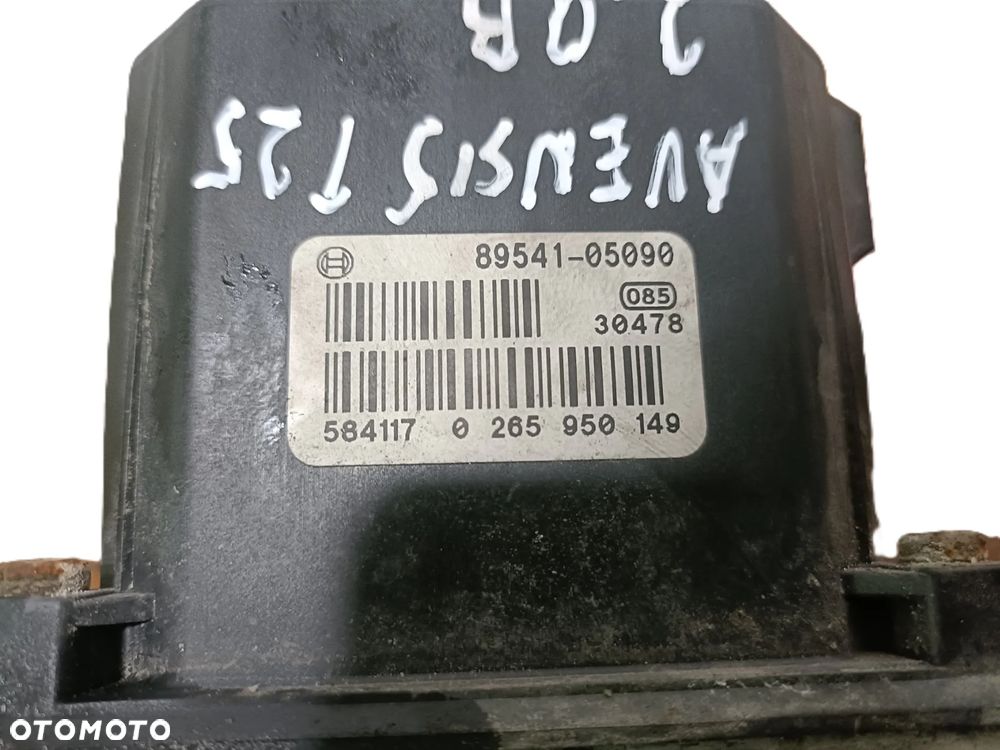 2.0B
AVENSIS T25
89541-05090
085
30478
584117 0 265 950 149
OTOMOTO